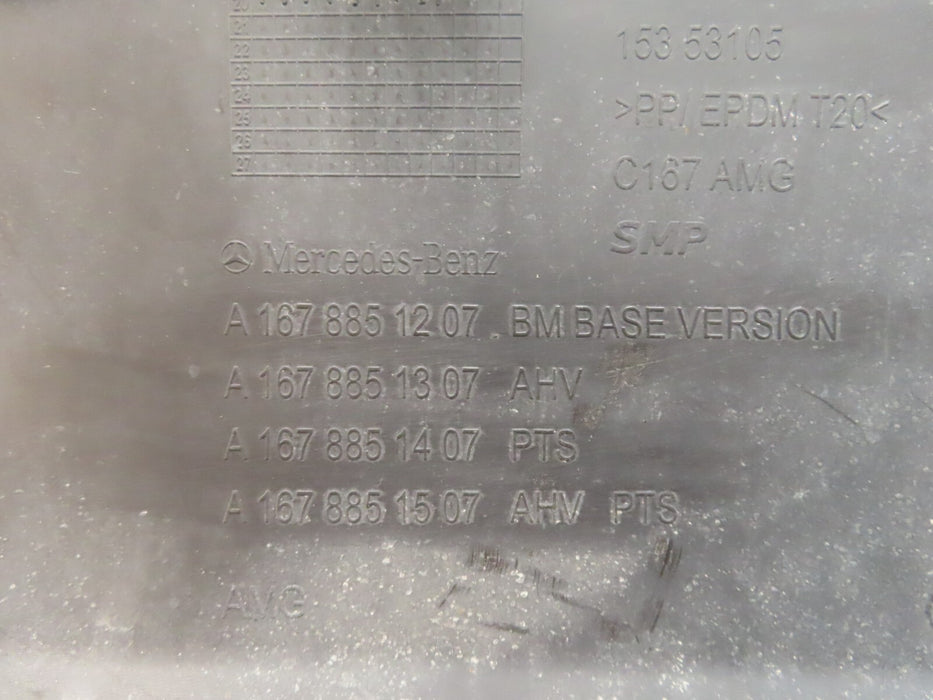 20
21
22
23
24
25
26
27
153 53105
>PP/ EPDM T20<
C167 AMG
SMP
Mercedes-Benz
A 167 885 12 07 BM BASE VERSION
A 167 885 13 07 AHV
A 167 885 14 07 PTS
A 167 885 15 07 AHV PTS
AMG